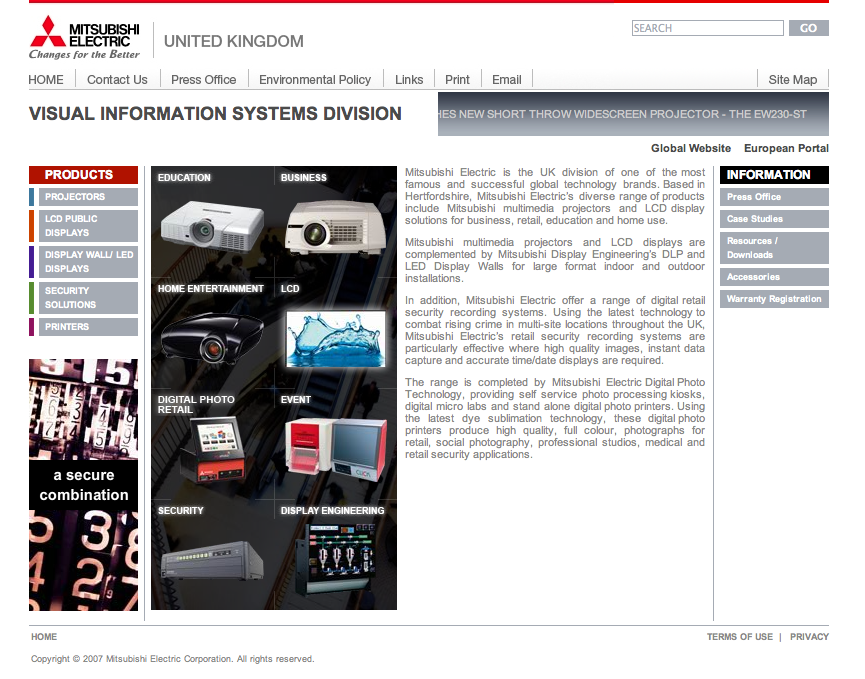 MITSUBISHI
ELECTRIC
Changes for the Better
UNITED KINGDOM
SEARCH
GO
HOME
Contact Us
Press Office
Environmental Policy
Links
Print
Email
Site Map
VISUAL INFORMATION SYSTEMS DIVISION
HES NEW SHORT THROW WIDESCREEN PROJECTOR - THE EW230-ST
Global Website
European Portal
PRODUCTS
PROJECTORS
LCD PUBLIC
DISPLAYS
DISPLAY WALL/ LED
DISPLAYS
SECURITY
SOLUTIONS
PRINTERS
a secure
combination
EDUCATION
BUSINESS
HOME ENTERTAINMENT
LCD
DIGITAL PHOTO
RETAIL
EVENT
CLICK
SECURITY
DISPLAY ENGINEERING
Mitsubishi Electric is the UK division of one of the most
famous and successful global technology brands. Based in
Hertfordshire, Mitsubishi Electric's diverse range of products
include Mitsubishi multimedia projectors and LCD display
solutions for business, retail, education and home use.
Mitsubishi multimedia projectors and LCD displays are
complemented by Mitsubishi Display Engineering's DLP and
LED Display Walls for large format indoor and outdoor
installations.
In addition, Mitsubishi Electric offer a range of digital retail
security recording systems. Using the latest technology to
combat rising crime in multi-site locations throughout the UK,
Mitsubishi Electric's retail security recording systems are
particularly effective where high quality images, instant data
capture and accurate time/date displays are required.
The range is completed by Mitsubishi Electric Digital Photo
Technology, providing self service photo processing kiosks,
digital micro labs and stand alone digital photo printers. Using
the latest dye sublimation technology, these digital photo
printers produce high quality, full colour, photographs for
retail, social photography, professional studios, medical and
retail security applications.
INFORMATION
Press Office
Case Studies
Resources /
Downloads
Accessories
Warranty Registration
HOME
TERMS OF USE | PRIVACY
Copyright © 2007 Mitsubishi Electric Corporation. All rights reserved.